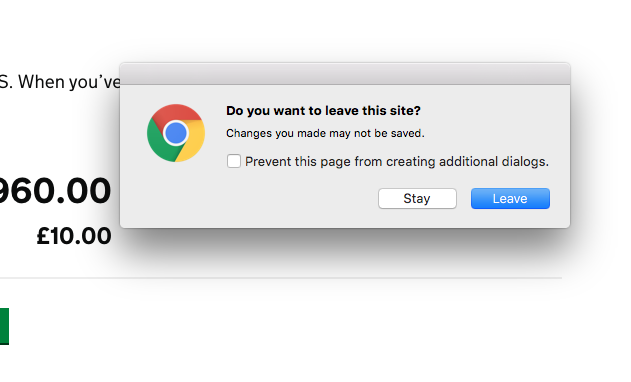 S. When you've
Do you want to leave this site?
Changes you made may not be saved.
Prevent this page from creating additional dialogs.
960.00
Stay
Leave
£10.00